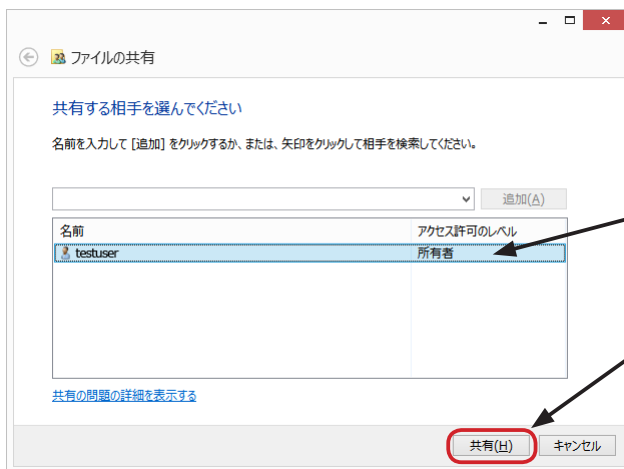 ファイルの共有
共有する相手を選んでください
名前を入力して [追加] をクリックするか、または、矢印をクリックして相手を検索してください。
追加(A)
名前 アクセス許可のレベル
testuser 所有者
共有の問題の詳細を表示する
共有(H) キャンセル